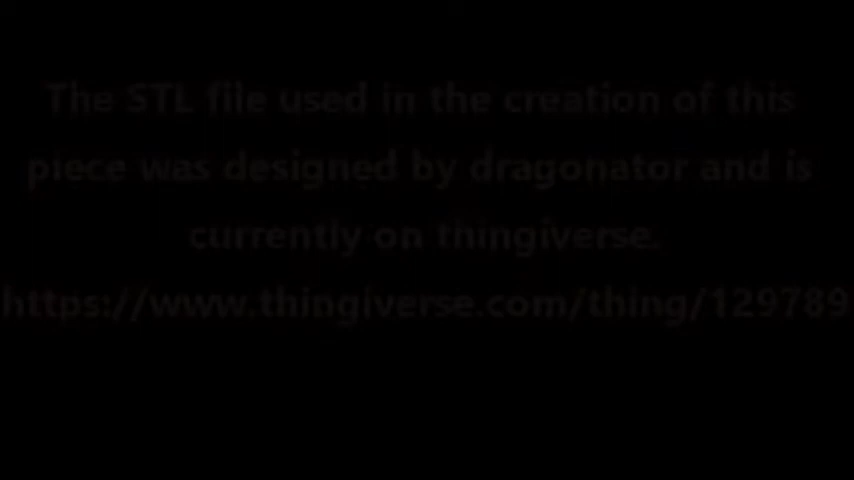 The STL file used in the creation of this
piece was designed by dragonator and is
currently on thingiverse.
https://www.thingiverse.com/thing/129789